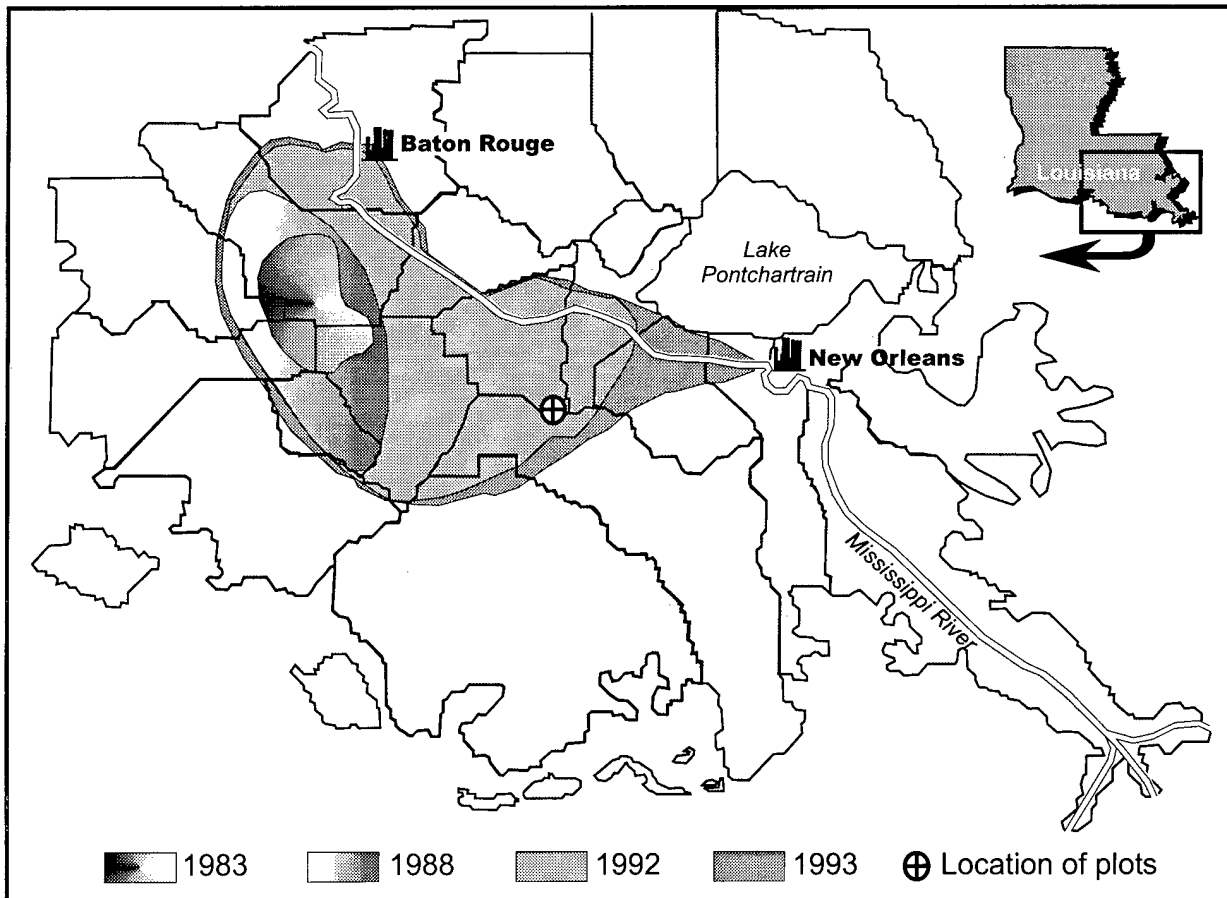 Baton Rouge
Louisiana
Lake
Pontchartrain
New Orleans
Mississippi River
1983
1988
1992
1993
Location of plots